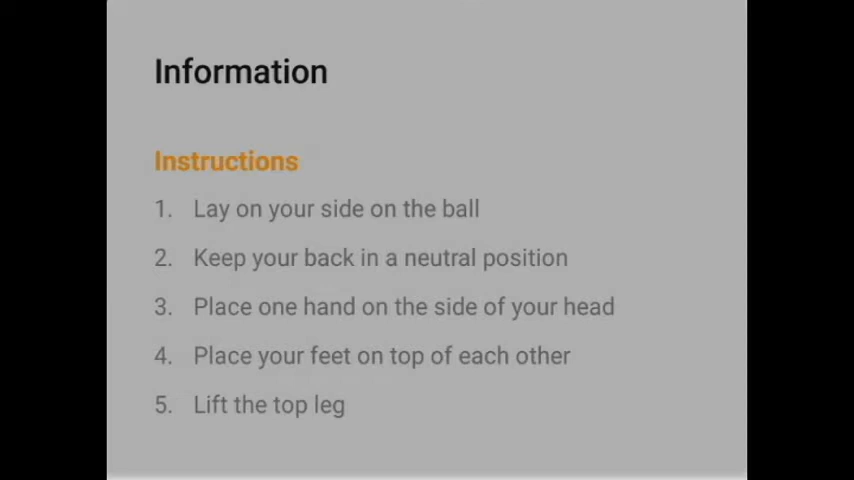 Information
Instructions
1. Lay on your side on the ball
2. Keep your back in a neutral position
3. Place one hand on the side of your head
4. Place your feet on top of each other
5. Lift the top leg